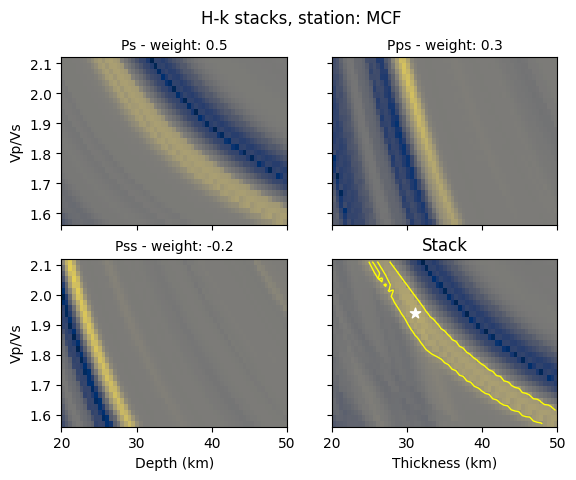 H-k stacks, station: MCF
Ps - weight: 0.5
Pps - weight: 0.3
Vp/Vs
2.1
2.0
1.9
1.8
1.7
1.6
Pss - weight: -0.2
Stack
Vp/Vs
2.1
2.0
1.9
1.8
1.7
1.6
20
30
40
50
20
30
40
50
Depth (km)
Thickness (km)